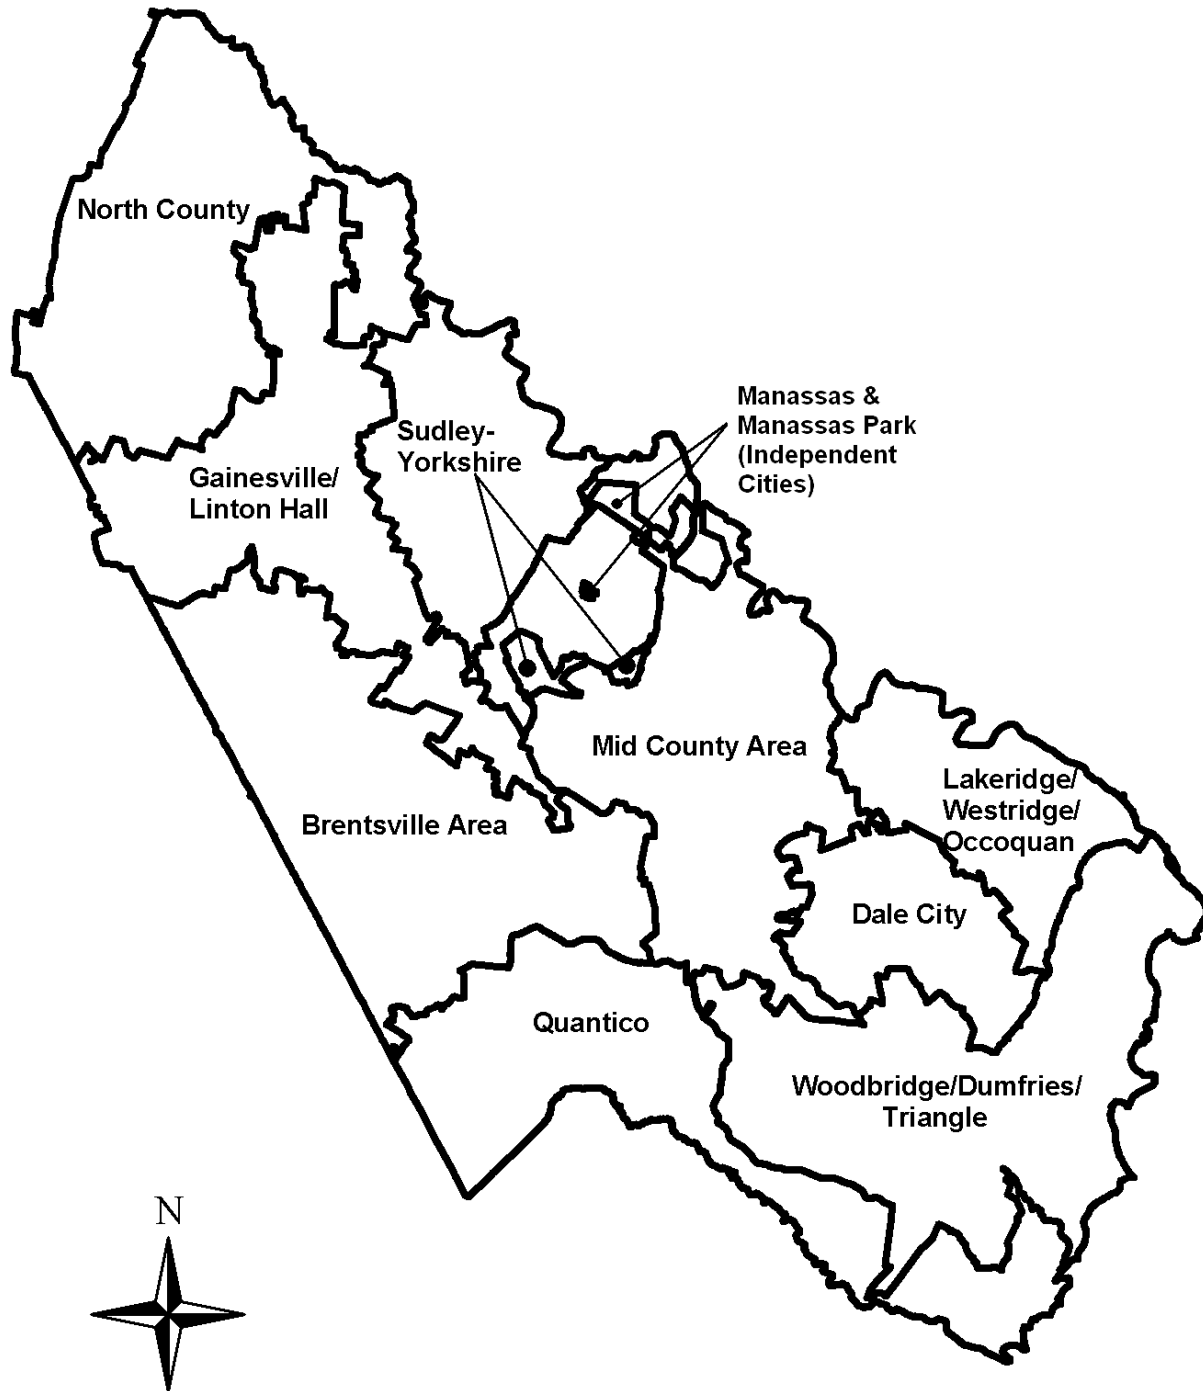 North County
Manassas &
Manassas Park
(Independent
Cities)
Sudley-
Yorkshire
Gainesville/
Linton Hall
Mid County Area
Lakeridge/
Westridge/
Occoquan
Brentsville Area
Dale City
Quantico
Woodbridge/Dumfries/
Triangle
N